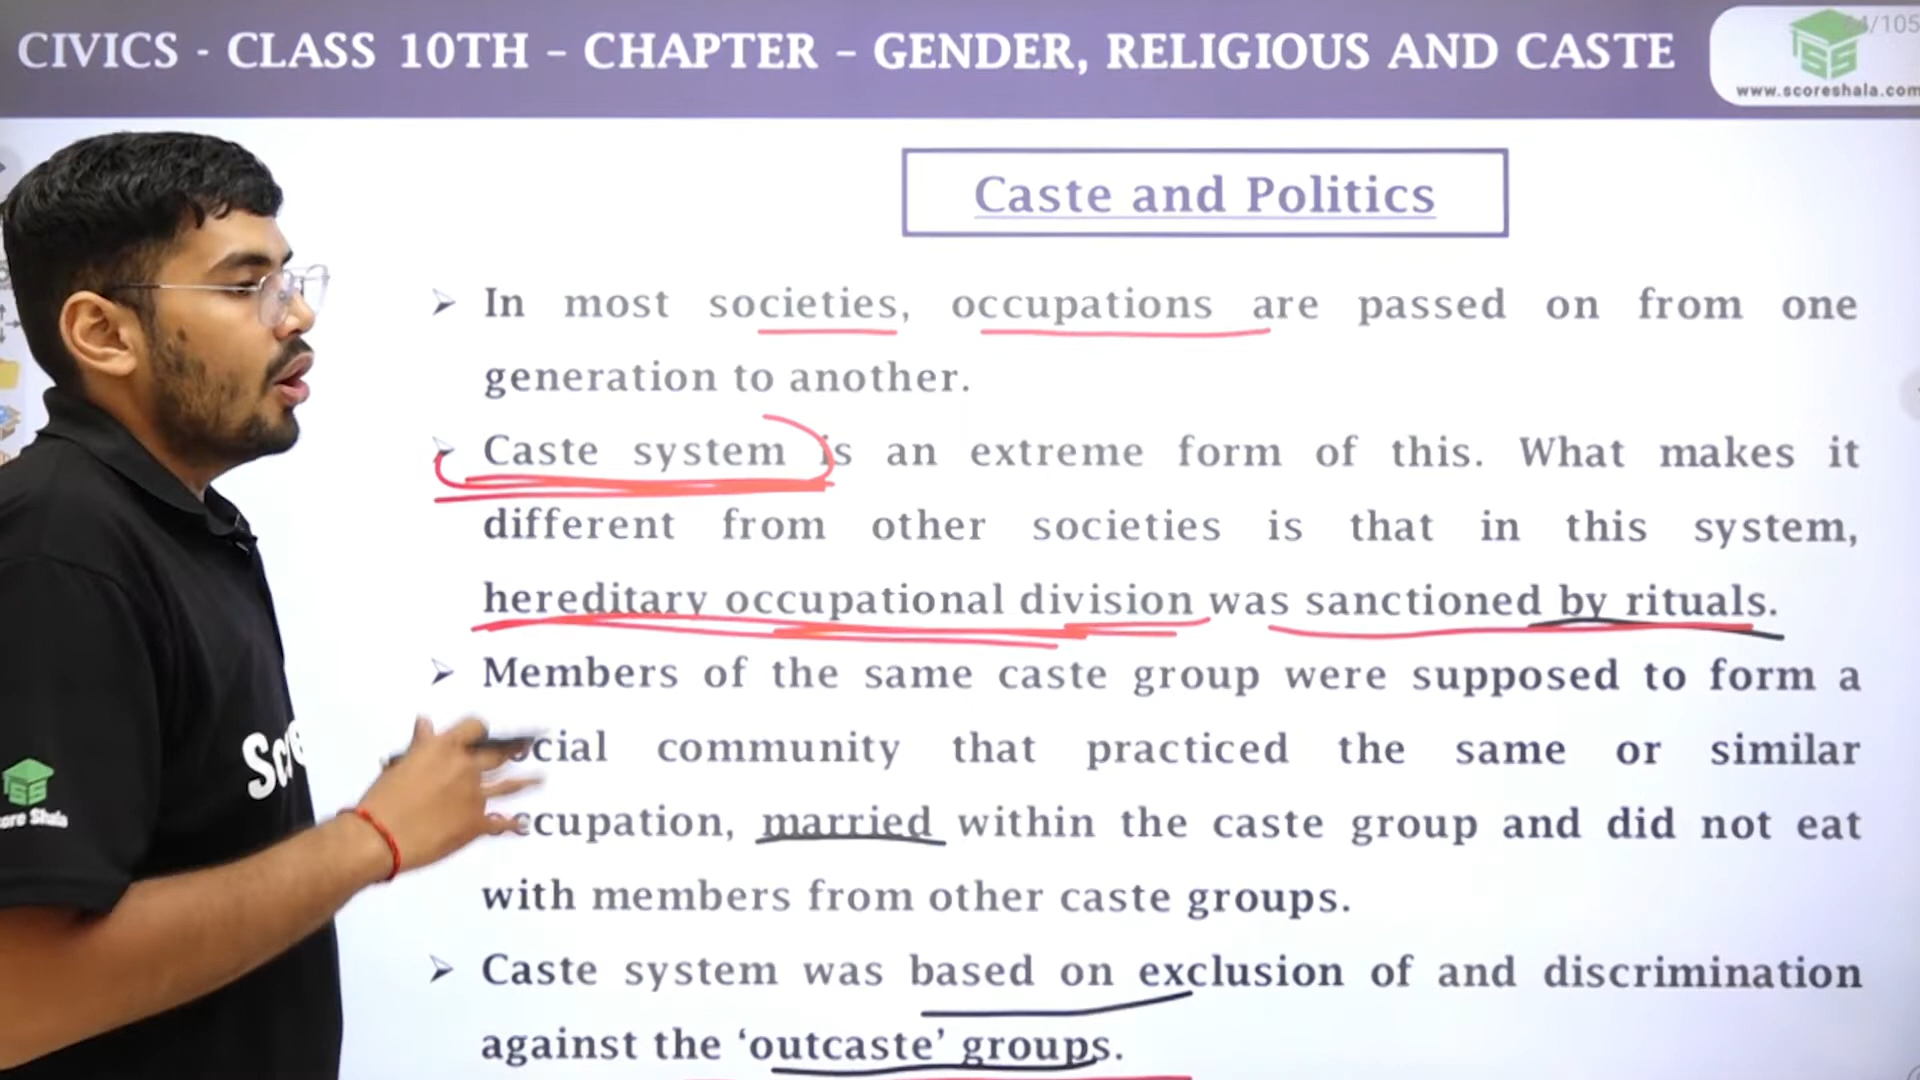 CIVICS - CLASS 10TH – CHAPTER – GENDER, RELIGIOUS AND CASTE
/105
www.scoreshala.com
Caste and Politics
➢ In most societies, occupations are passed on from one
generation to another.
➢ Caste system is an extreme form of this. What makes it
different from other societies is that in this system,
hereditary occupational division was sanctioned by rituals.
➢ Members of the same caste group were supposed to form a
social community that practiced the same or similar
occupation, married within the caste group and did not eat
with members from other caste groups.
➢ Caste system was based on exclusion of and discrimination
against the ‘outcaste’ groups.